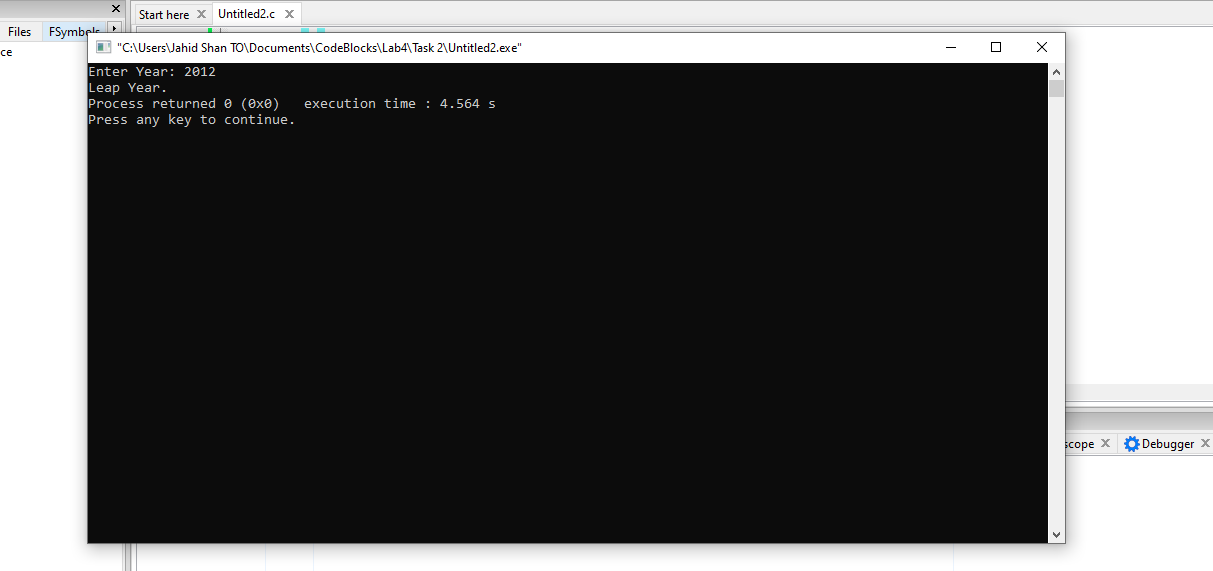 Start here
Untitled2.c
Files
FSymbols
ce
"C:\Users\Jahid Shan TO\Documents\CodeBlocks\Lab4\Task 2\Untitled2.exe"
Enter Year: 2012
Leap Year.
Process returned 0 (0x0)   execution time : 4.564 s
Press any key to continue.
scope
Debugger